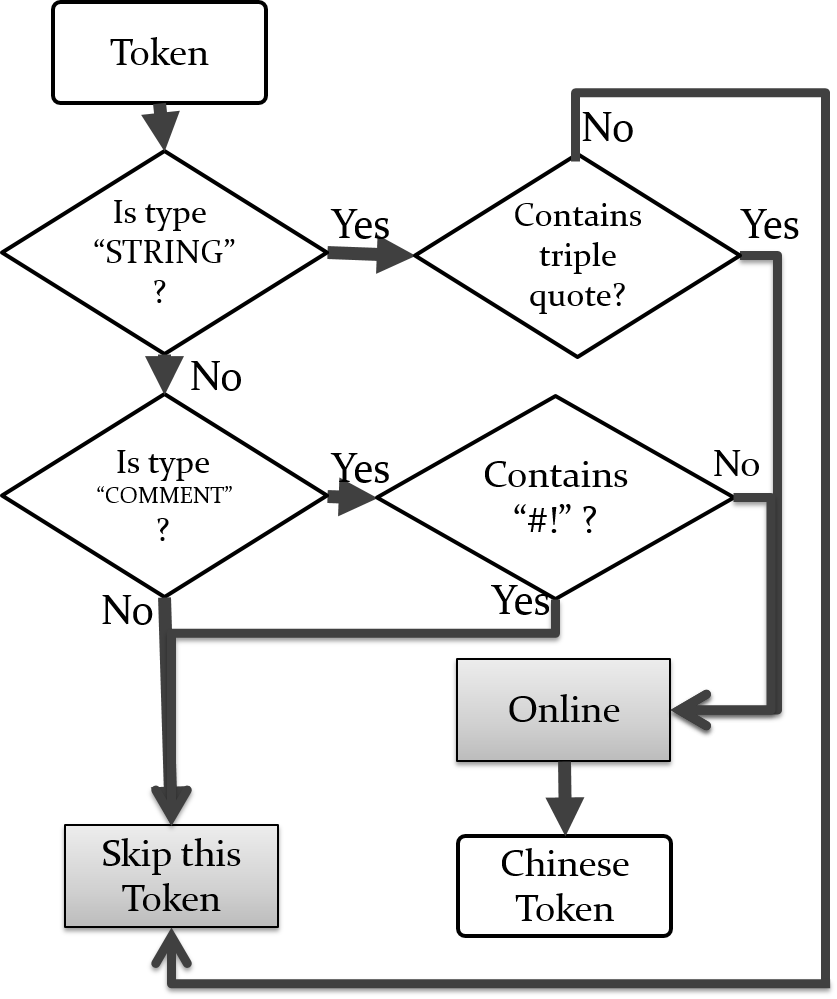 Token
Is type
“STRING”
?
Yes
Contains
triple
quote?
No
Yes
No
Is type
“COMMENT”
?
Yes
Contains
“#!” ?
No
No
Yes
Online
Skip this
Token
Chinese
Token